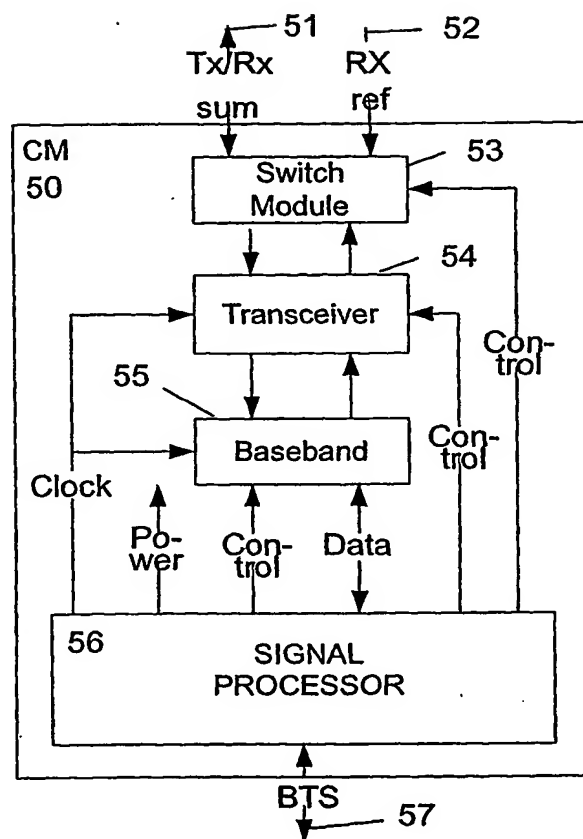 51
52
Tx/Rx
RX
sum
ref
CM
50
53
Switch
Module
54
Transceiver
Con-
trol
55
Baseband
Con-
trol
Clock
Po-
wer
Con-
trol
Data
56
SIGNAL
PROCESSOR
BTS
57